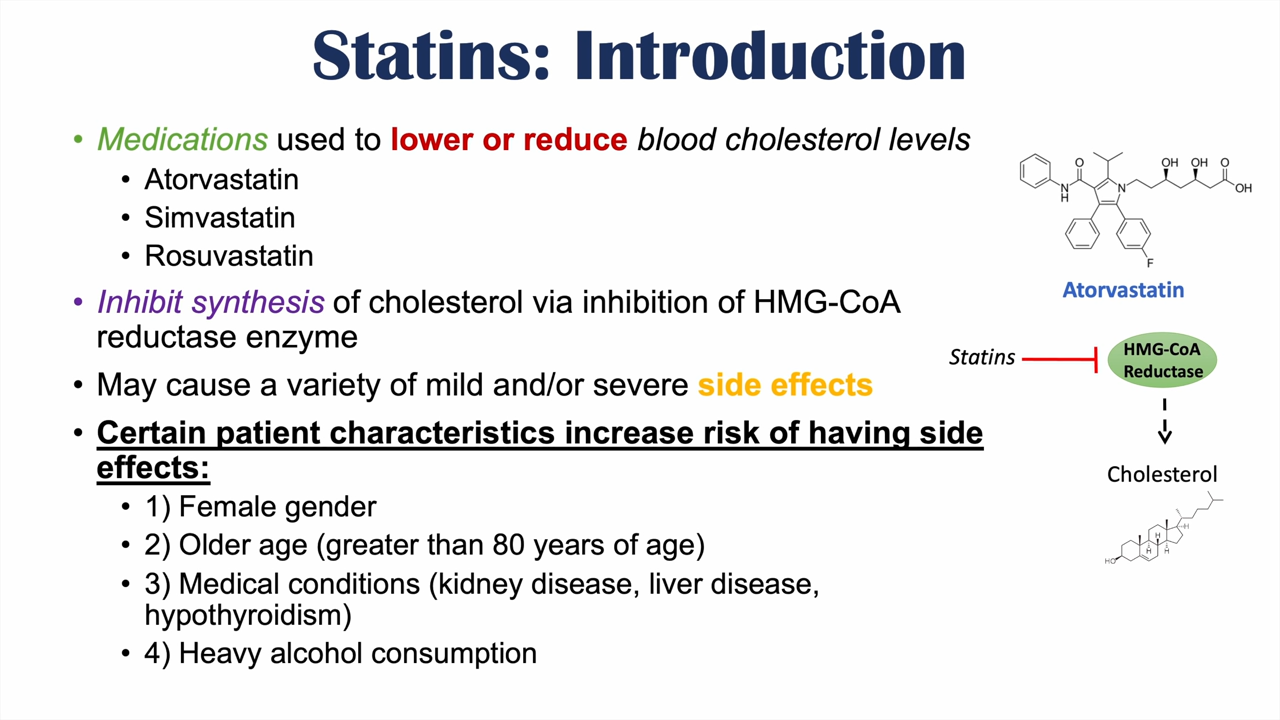 Statins: Introduction
• Medications used to lower or reduce blood cholesterol levels
• Atorvastatin
• Simvastatin
• Rosuvastatin
• Inhibit synthesis of cholesterol via inhibition of HMG-CoA
reductase enzyme
• May cause a variety of mild and/or severe side effects
• Certain patient characteristics increase risk of having side
effects:
• 1) Female gender
• 2) Older age (greater than 80 years of age)
• 3) Medical conditions (kidney disease, liver disease,
hypothyroidism)
• 4) Heavy alcohol consumption
O
OH
OH
O
N
H
N
OH
F
Atorvastatin
Statins
HMG-CoA
Reductase
Cholesterol
H
H
H
H
HO